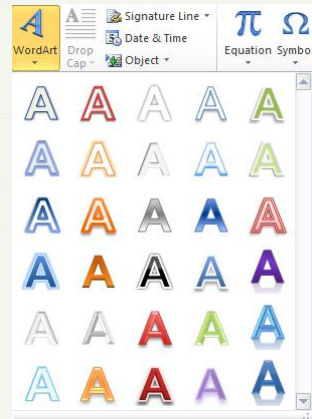 WordArt
Drop
Cap
Signature Line
Date & Time
Object
π
Equation
Ω
Symbo
A A A A A
A A A A A
A A A A A
A A A A A
A A A A A
A A A A A